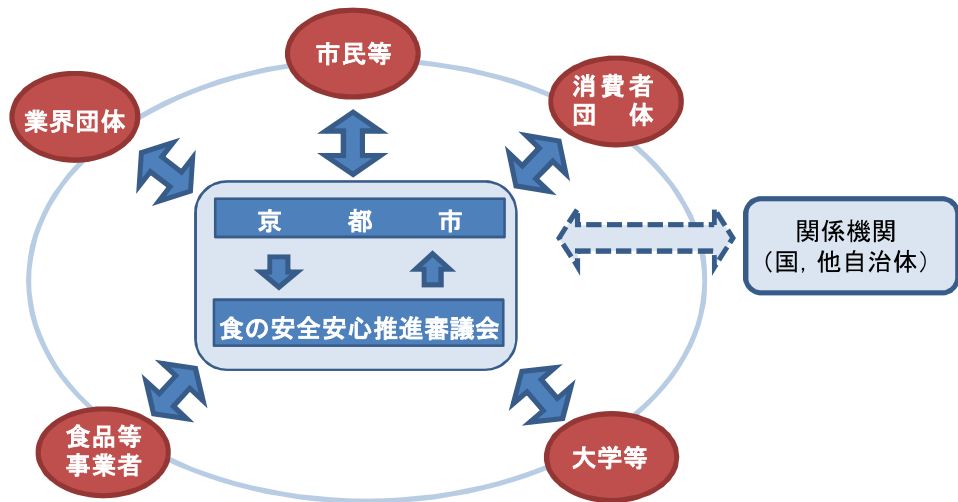 市民等
業界団体
消費者
団体
京都市
食の安全安心推進審議会
関係機関
（国，他自治体）
食品等
事業者
大学等